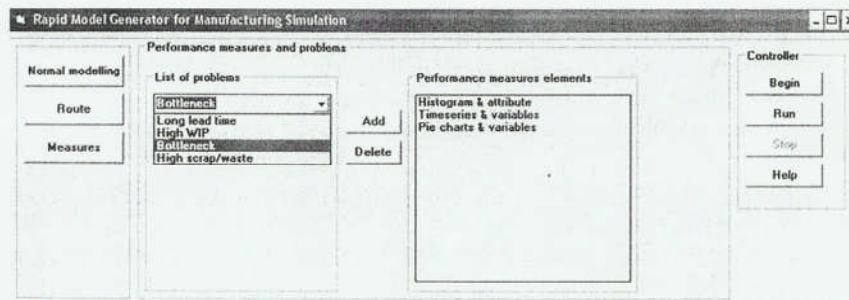 Rapid Model Generator for Manufacturing Simulation
Normal modelling
Route
Measures
Performance measures and problems
List of problems
Bottleneck
Long lead time
High WIP
Bottleneck
High scrap/waste
Add
Delete
Performance measures elements
Histogram & attribute
Timeseries & variables
Pie charts & variables
Controller
Begin
Run
Stop
Help